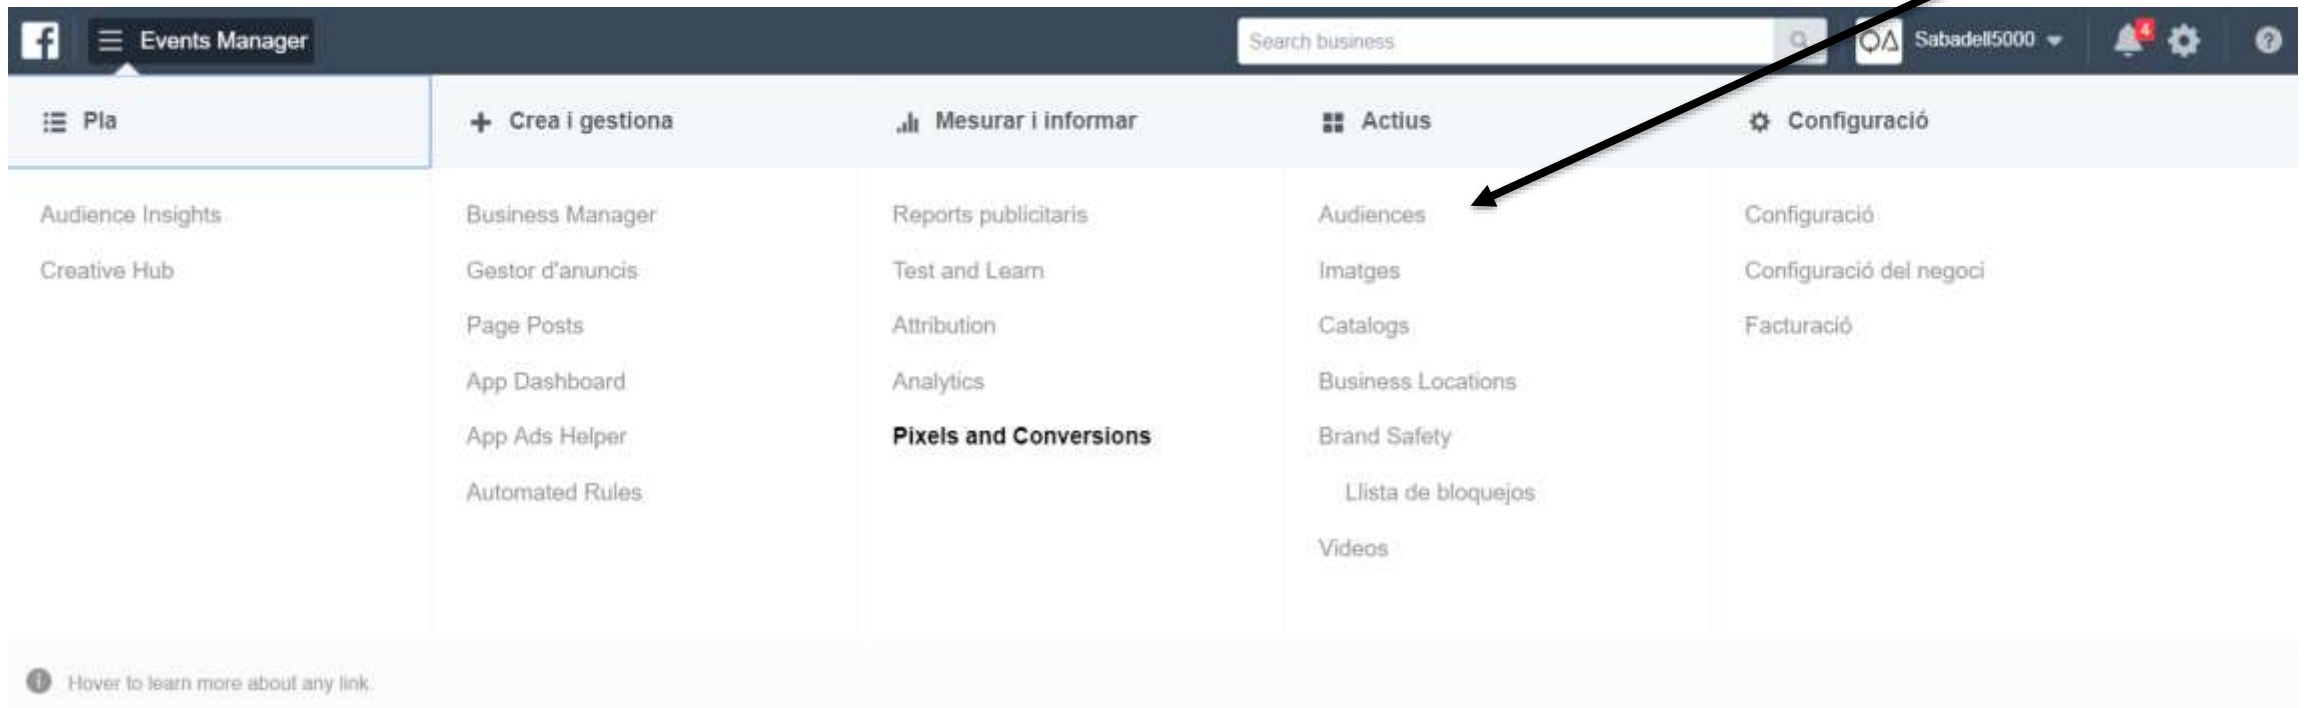 f Events Manager Search business QA Sabadell5000 4
Pla
Crea i gestiona
Mesurar i informar
Actius
Configuració
Audience Insights
Creative Hub
Business Manager
Gestor d'anuncis
Page Posts
App Dashboard
App Ads Helper
Automated Rules
Reports publicitaris
Test and Learn
Attribution
Analytics
Pixels and Conversions
Audiences
Imatges
Catalogs
Business Locations
Brand Safety
Llista de bloquejos
Videos
Configuració
Configuració del negoci
Facturació
Hover to learn more about any link.